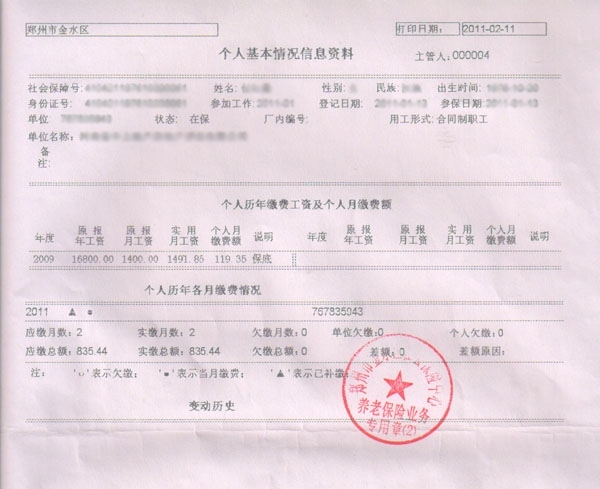 郑州市金水区 打印日期: 2011-02-11
个人基本情况信息资料 主管人:000004
社会保障号: 姓名: 性别: 民族: 出生时间:
身份证号: 参加工作: 2011-01 登记日期: 2011-01-13 参保日期: 2011-01-13
单位: 767835943 状态: 在保 厂内编号: 用工形式:合同制职工
单位名称:
备
注:
个人历年缴费工资及个人月缴费额
年度 原报年工资 原报月工资 实用月工资 个人月缴费额 说明 年度 原报年工资 原报月工资 实用月工资 个人月缴费额 说明
2009 16800.00 1400.00 1491.85 119.35 保底
个人历年各月缴费情况
2011 ▲ ■ 767835943
应缴月数:2 实缴月数:2 欠缴月数:0 单位欠缴:0 个人欠缴:0
应缴总额:835.44 实缴总额:835.44 欠缴总额:0 差额:0 差额原因:
注: '○'表示欠缴; '■'表示当月缴费; '▲'表示已补缴;
变动历史
养老保险业务
专用章(2)